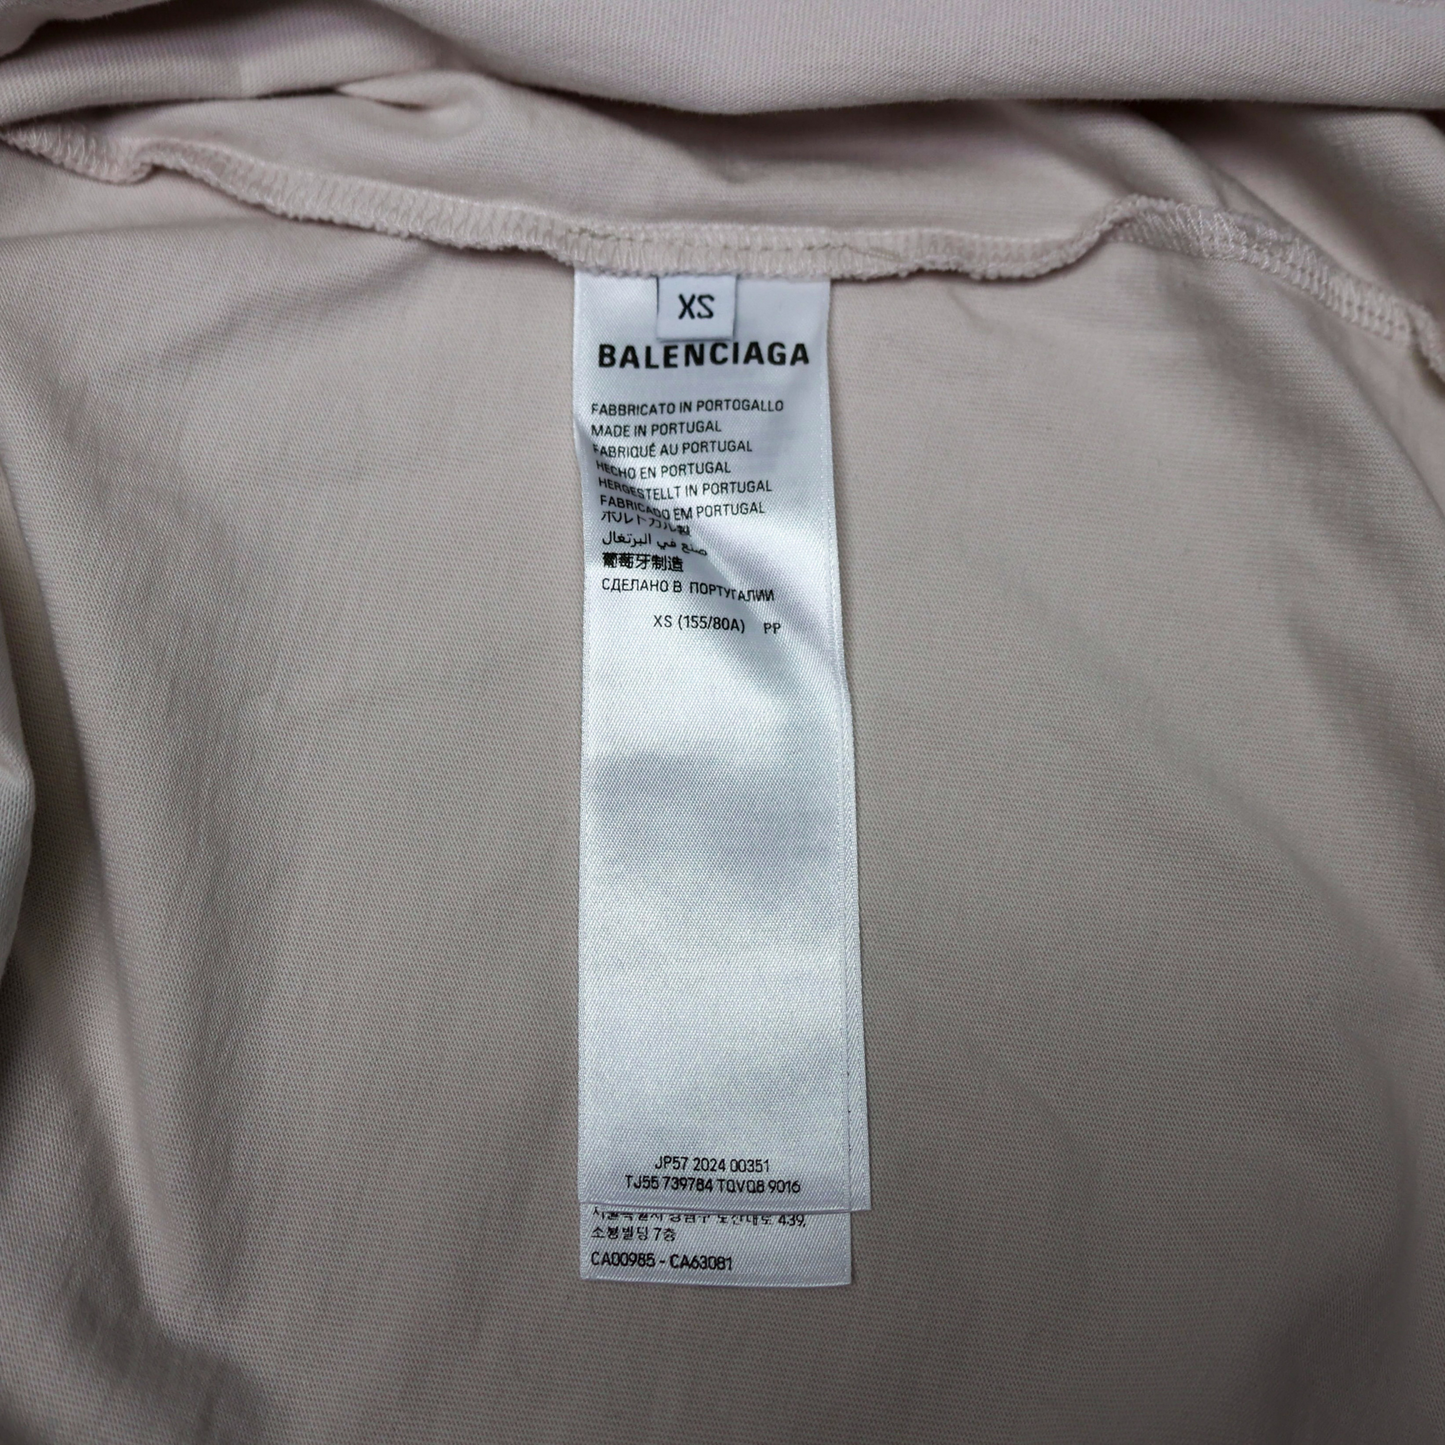 XS
BALENCIAGA
FABBRICATO IN PORTOGALLO
MADE IN PORTUGAL
FABRIQUÉ AU PORTUGAL
HECHO EN PORTUGAL
HERGESTELLT IN PORTUGAL
FABRICADO EM PORTUGAL
ポルトガル製
صنع في البرتغال
葡萄牙制造
СДЕЛАНО В ПОРТУГАЛИИ
XS (155/80A) PP
JP57 2024 00351
TJ55 739784 TQVQ8 9016
439,
소봉빌딩 7층
CA00985 - CA63081